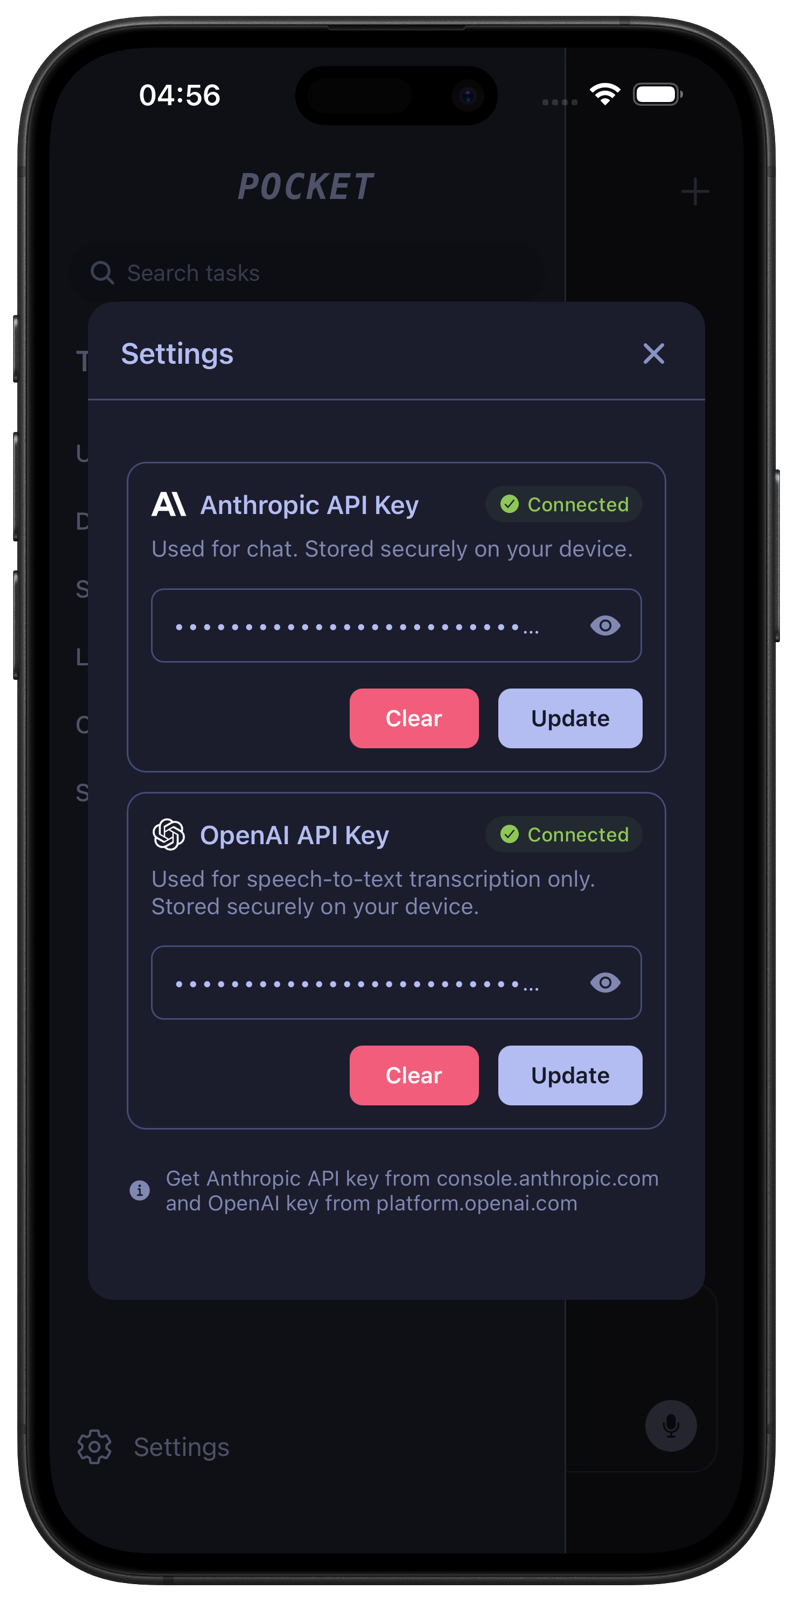 04:56
POCKET
Search tasks
Settings
T
U
D
S
L
C
S
Anthropic API Key
Connected
Used for chat. Stored securely on your device.
•••••••••••••••••••••••••...
Clear
Update
OpenAI API Key
Connected
Used for speech-to-text transcription only.
Stored securely on your device.
•••••••••••••••••••••••••...
Clear
Update
Get Anthropic API key from console.anthropic.com
and OpenAI key from platform.openai.com
Settings